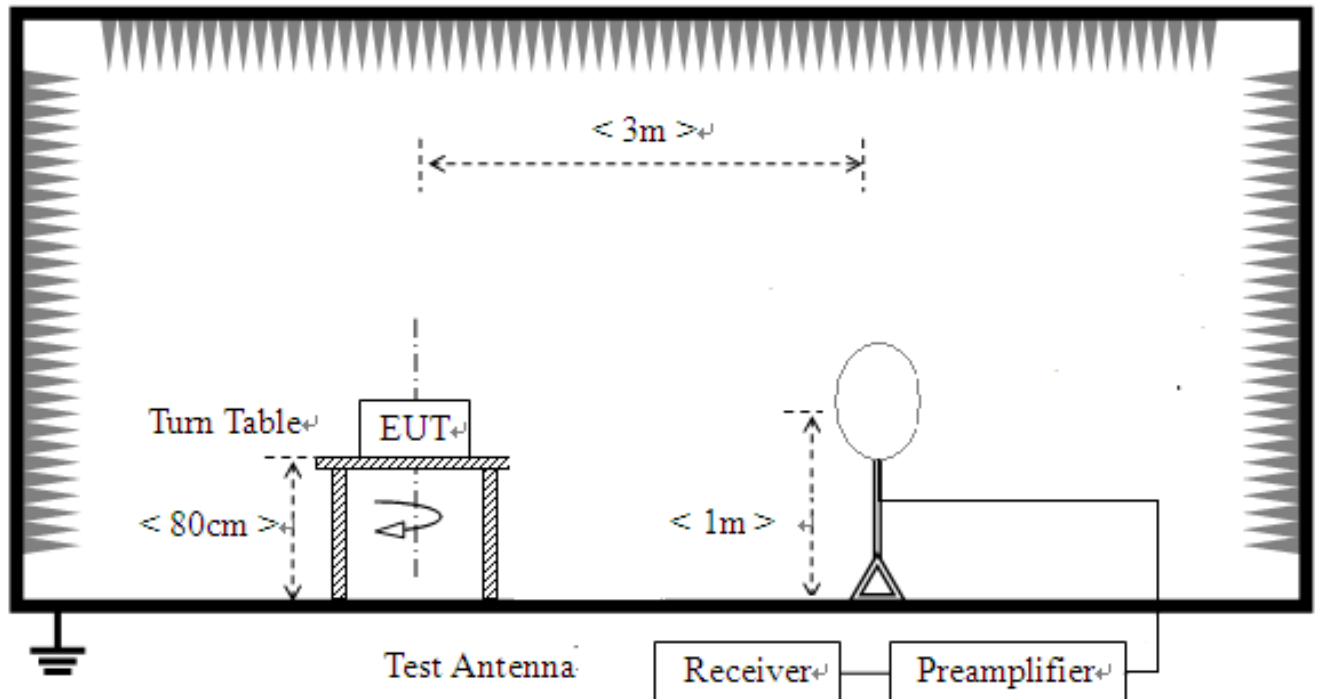 < 3m >↵
Turn Table↵
EUT↵
< 80cm >↵
< 1m > ↵
Test Antenna
Receiver↵
Preamplifier↵